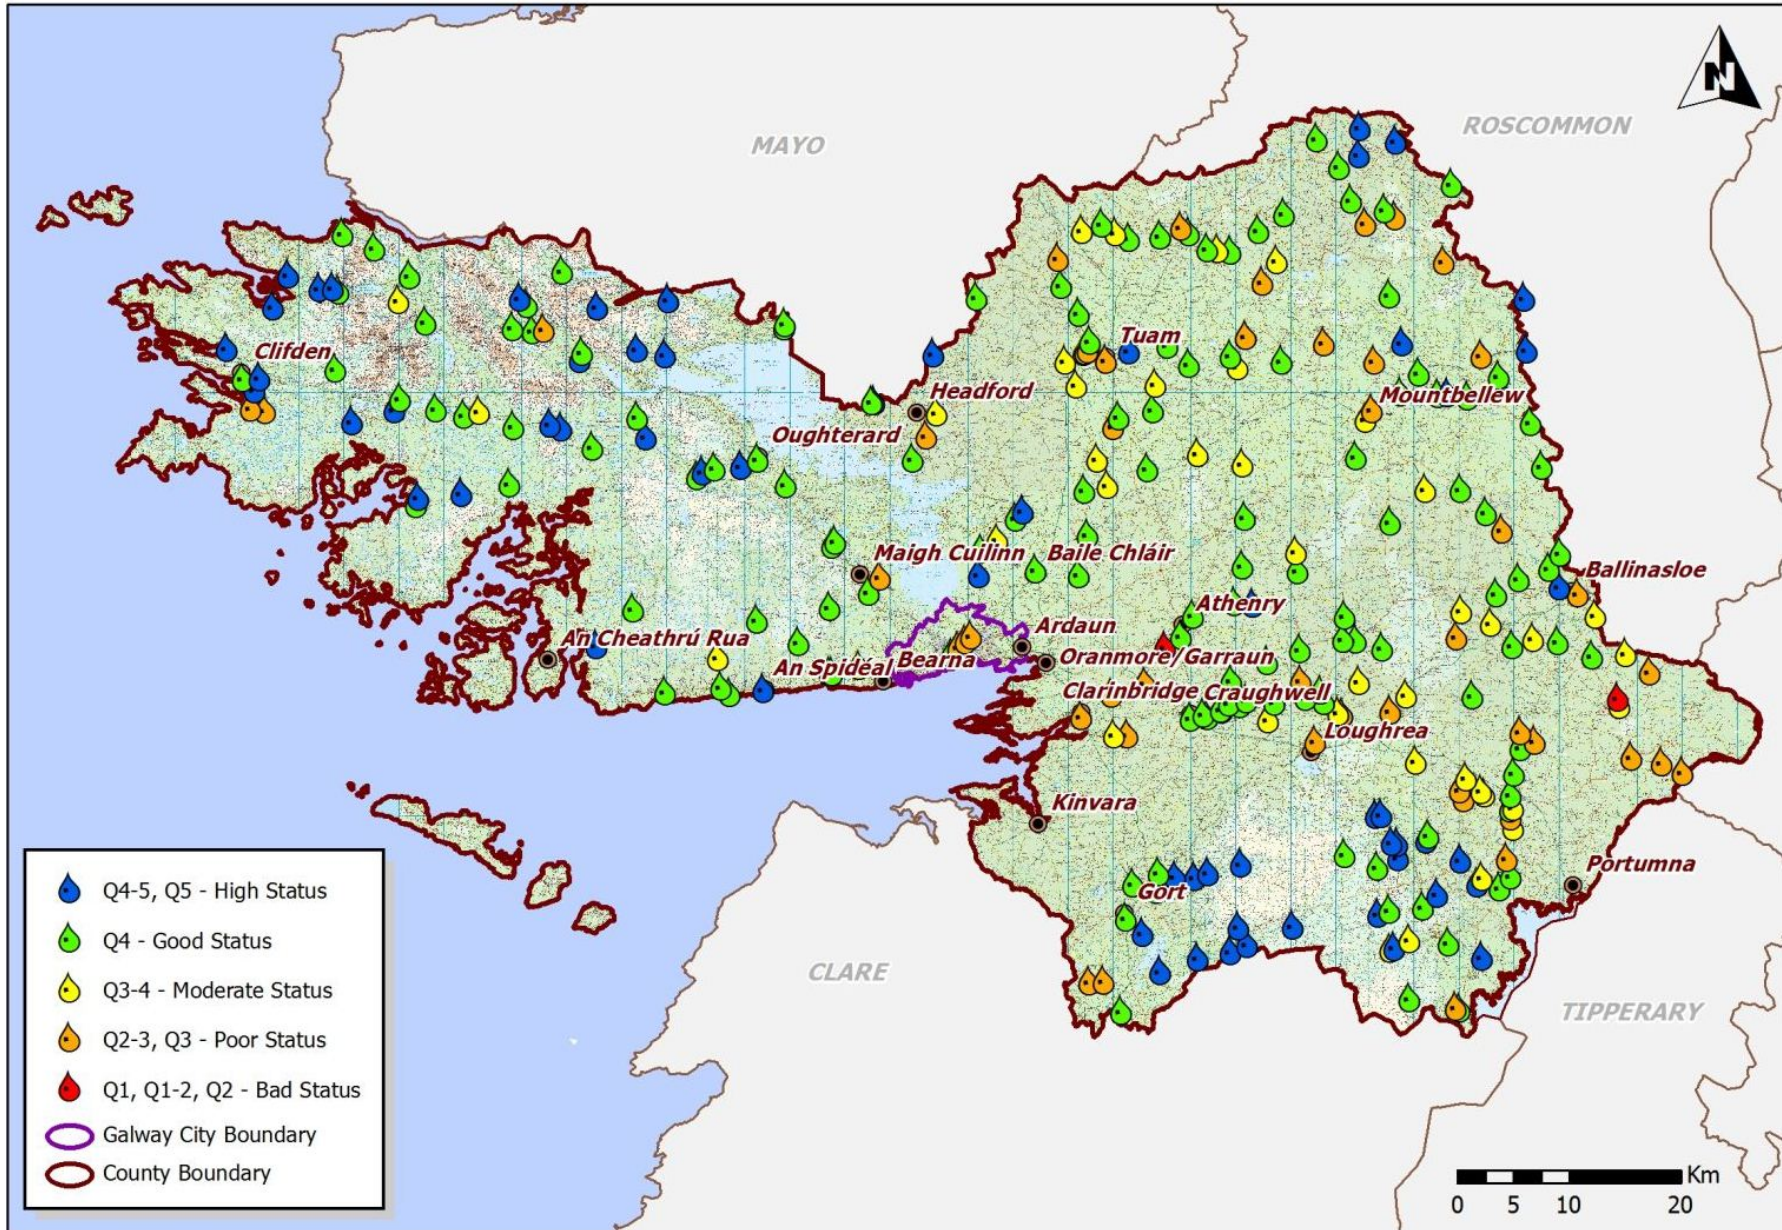 N
ROSCOMMON
MAYO
Clifden
Tuam
Headford
Mountbellew
Oughterard
Maigh Cuilinn
Baile Chláir
Ballinasloe
Athenry
An Cheathrú Rua
Ardaun
An Spidéal
Bearna
Oranmore/Garraun
Clarinbridge
Craughwell
Loughrea
Kinvara
Portumna
Gort
CLARE
TIPPERARY
Q4-5, Q5 - High Status
Q4 - Good Status
Q3-4 - Moderate Status
Q2-3, Q3 - Poor Status
Q1, Q1-2, Q2 - Bad Status
Galway City Boundary
County Boundary
Km
0 5 10 20